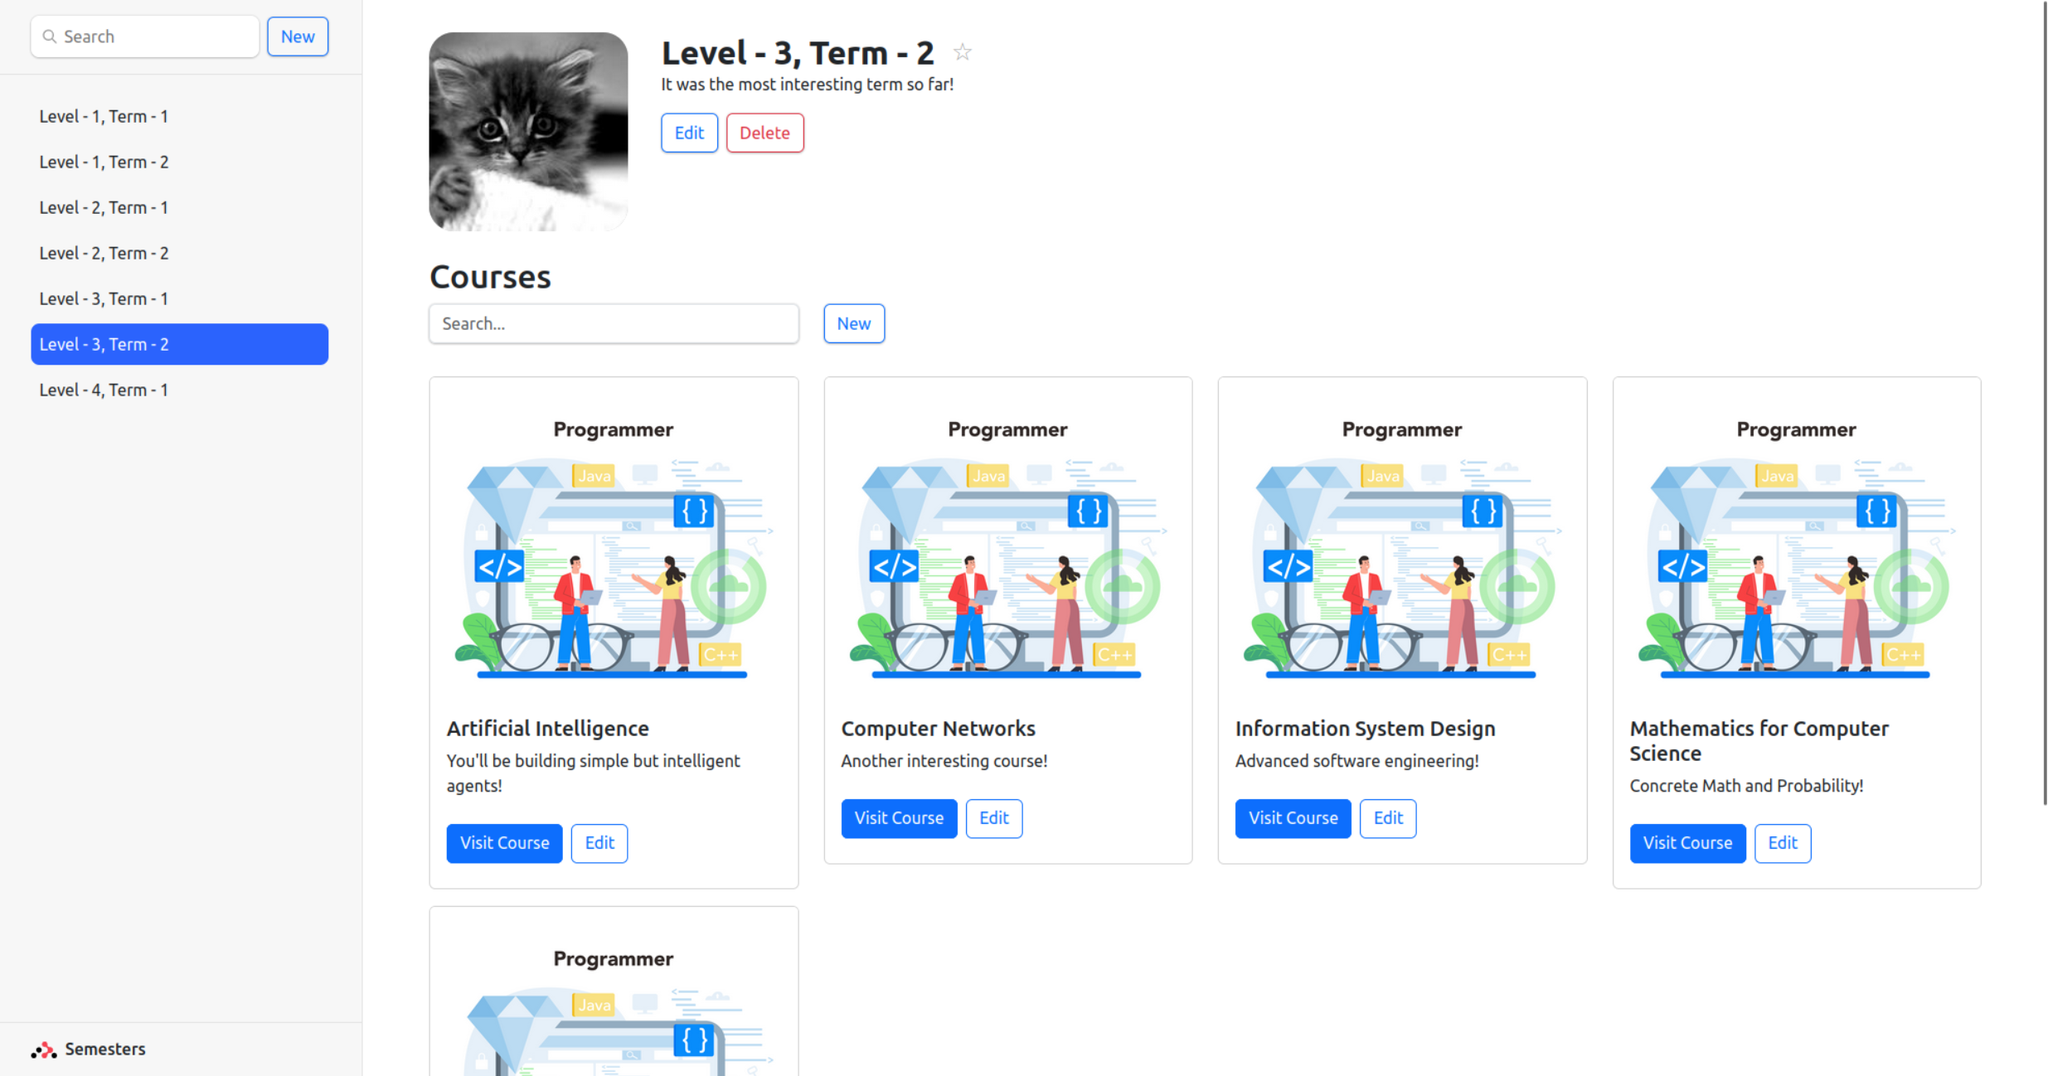 Search
New
Level - 1, Term - 1
Level - 1, Term - 2
Level - 2, Term - 1
Level - 2, Term - 2
Level - 3, Term - 1
Level - 3, Term - 2
Level - 4, Term - 1
Semesters
Level - 3, Term - 2 ☆
It was the most interesting term so far!
Edit
Delete
Courses
Search...
New
Programmer
Java
{ }
</>
C++
Artificial Intelligence
You'll be building simple but intelligent
agents!
Visit Course
Edit
Programmer
Java
{ }
</>
C++
Computer Networks
Another interesting course!
Visit Course
Edit
Programmer
Java
{ }
</>
C++
Information System Design
Advanced software engineering!
Visit Course
Edit
Programmer
Java
{ }
</>
C++
Mathematics for Computer
Science
Concrete Math and Probability!
Visit Course
Edit
Programmer
Java
{ }